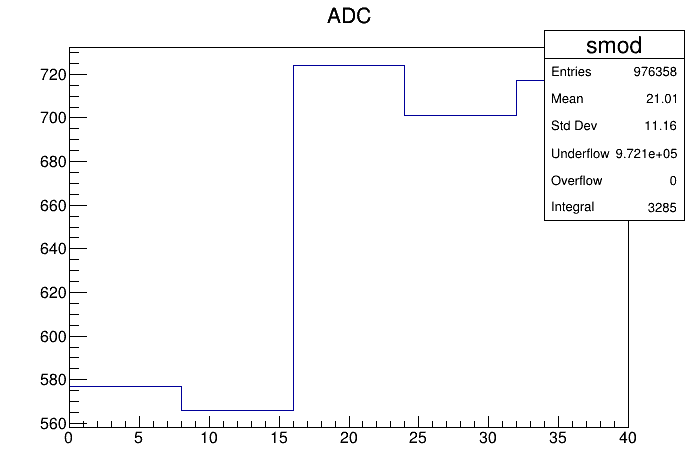 ADC
smod
Entries 976358
Mean 21.01
Std Dev 11.16
Underflow 9.721e+05
Overflow 0
Integral 3285
720
700
680
660
640
620
600
580
560
0 5 10 15 20 25 30 35 40